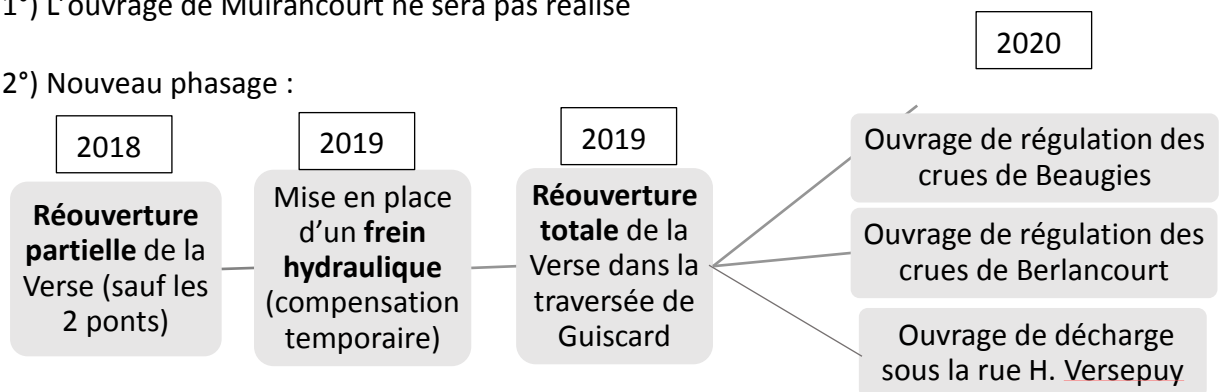 1°) L'ouvrage de Muirancourt ne sera pas réalisé
2°) Nouveau phasage :
2018
Réouverture
partielle de la
Verse (sauf les
2 ponts)
2019
Mise en place
d'un frein
hydraulique
(compensation
temporaire)
2019
Réouverture
totale de la
Verse dans la
traversée de
Guiscard
2020
Ouvrage de régulation des
crues de Beaugies
Ouvrage de régulation des
crues de Berlancourt
Ouvrage de décharge
sous la rue H. Versepuy